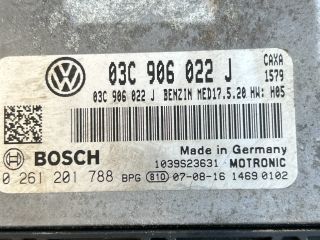 03C 906 022 J CAXA
1579
03C 906 022 J BENZIN MED17.5.20 HW: H05
Made in Germany
BOSCH 1039S23631 MOTRONIC
0 261 201 788 BPG 810 07-08-16 1469 0102